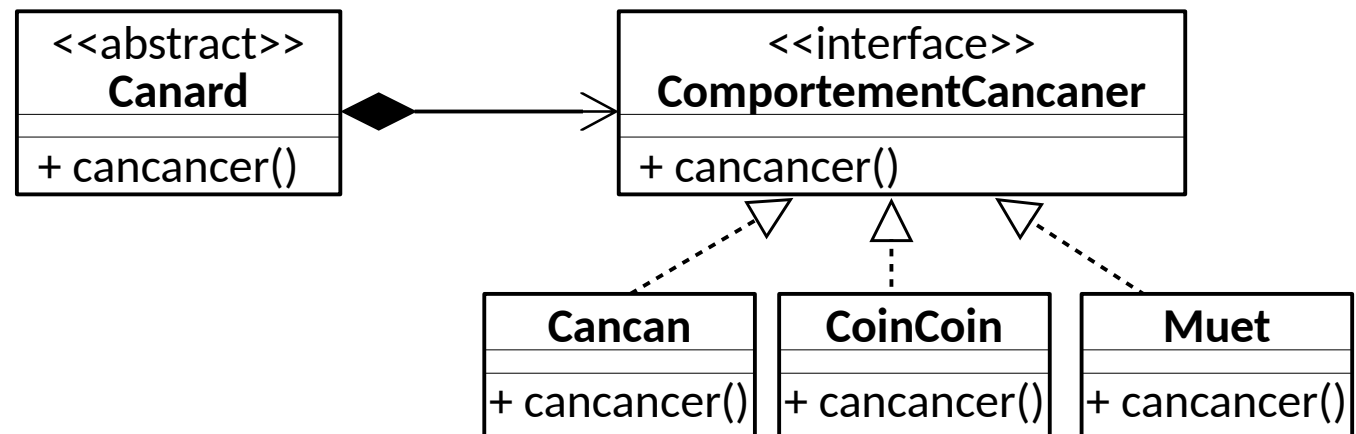 <<abstract>>
Canard
+ cancancer()
<<interface>>
ComportementCancaner
+ cancancer()
Cancan
+ cancancer()
CoinCoin
+ cancancer()
Muet
+ cancancer()